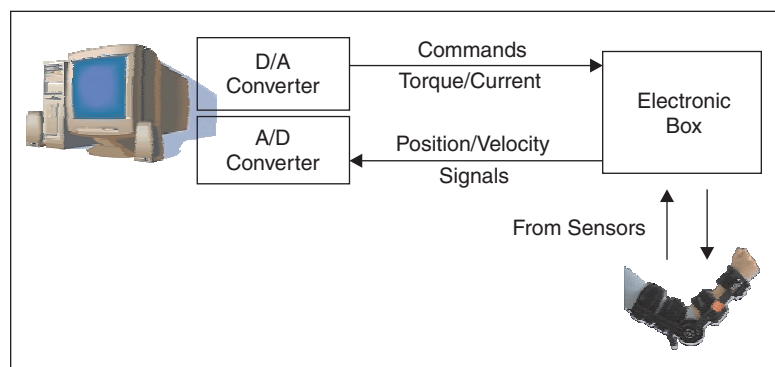 D/A
Converter
Commands
Torque/Current
Electronic
Box
A/D
Converter
Position/Velocity
Signals
From Sensors